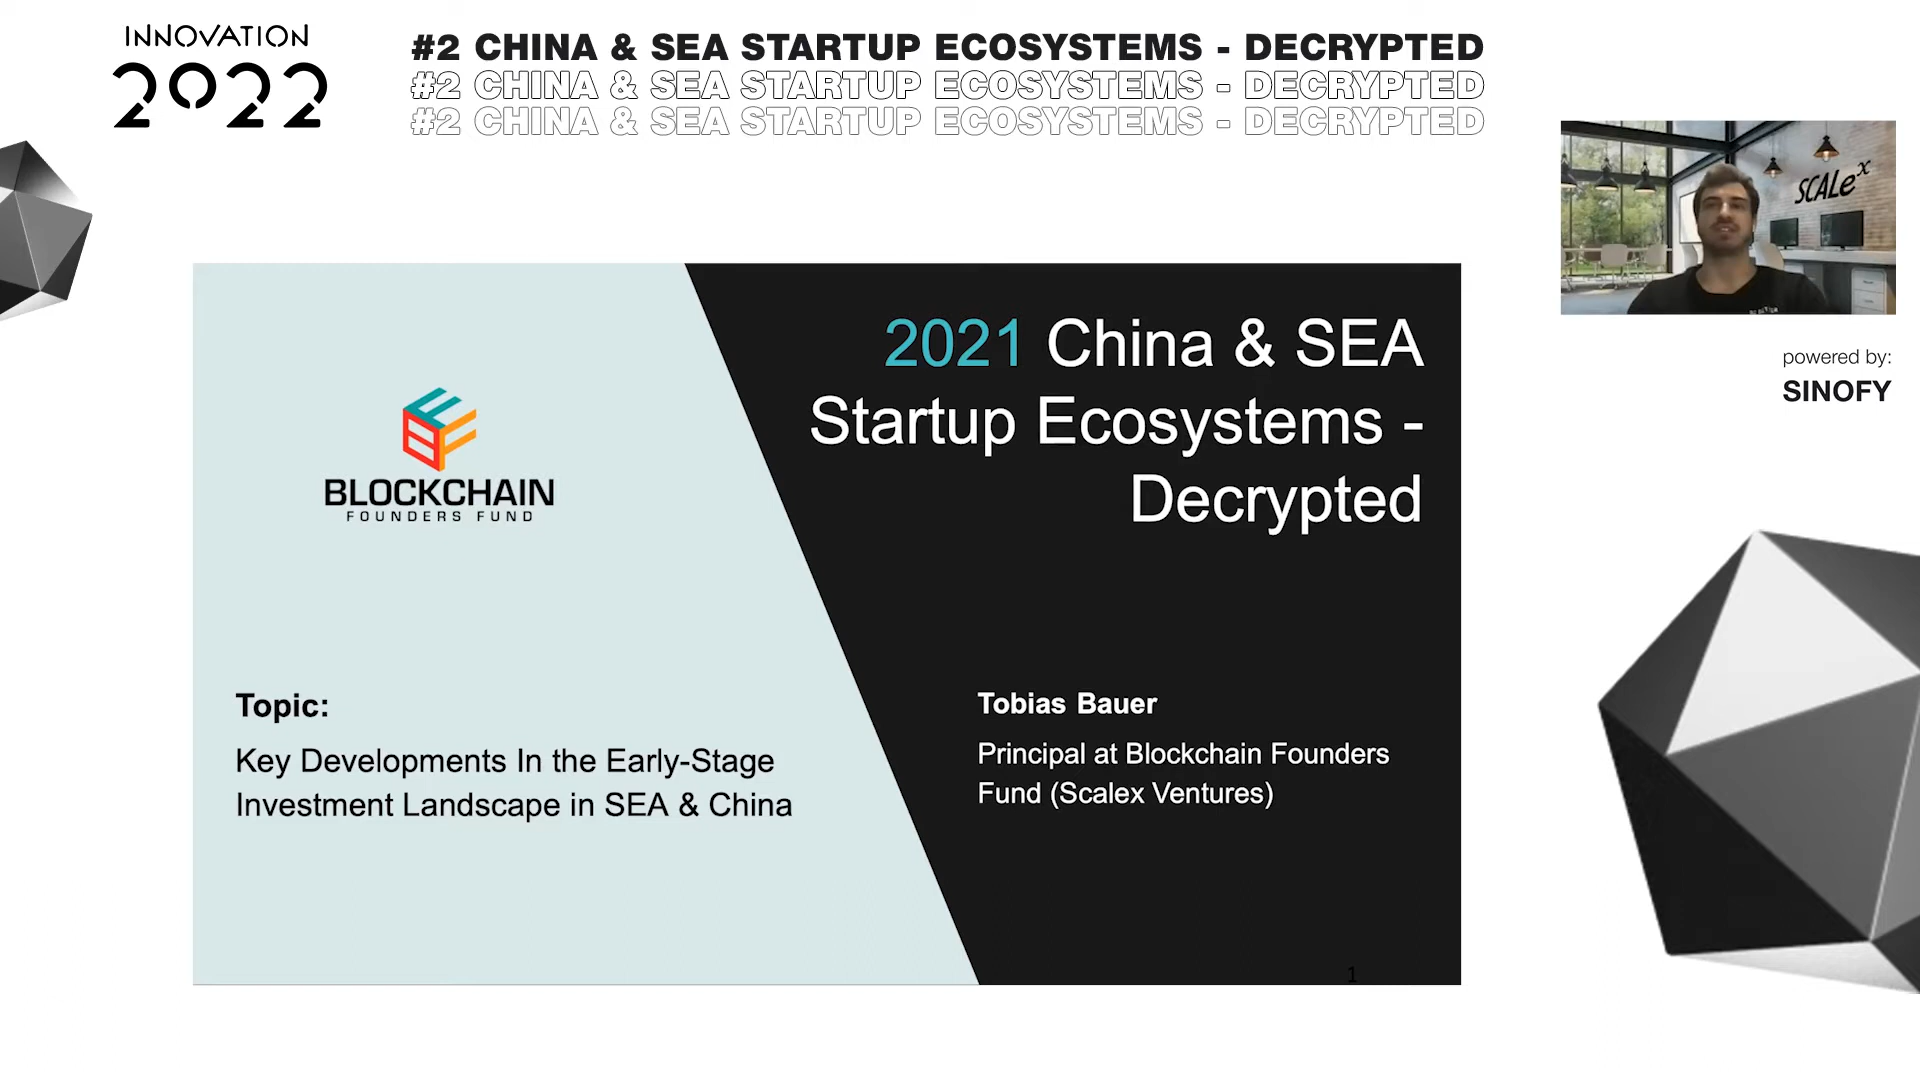 INNOVATION
2022
#2 CHINA & SEA STARTUP ECOSYSTEMS - DECRYPTED
#2 CHINA & SEA STARTUP ECOSYSTEMS - DECRYPTED
#2 CHINA & SEA STARTUP ECOSYSTEMS - DECRYPTED
SCALex
powered by:
SINOFY
2021 China & SEA
Startup Ecosystems -
Decrypted
BLOCKCHAIN
FOUNDERS FUND
Topic:
Key Developments In the Early-Stage
Investment Landscape in SEA & China
Tobias Bauer
Principal at Blockchain Founders
Fund (Scalex Ventures)
1